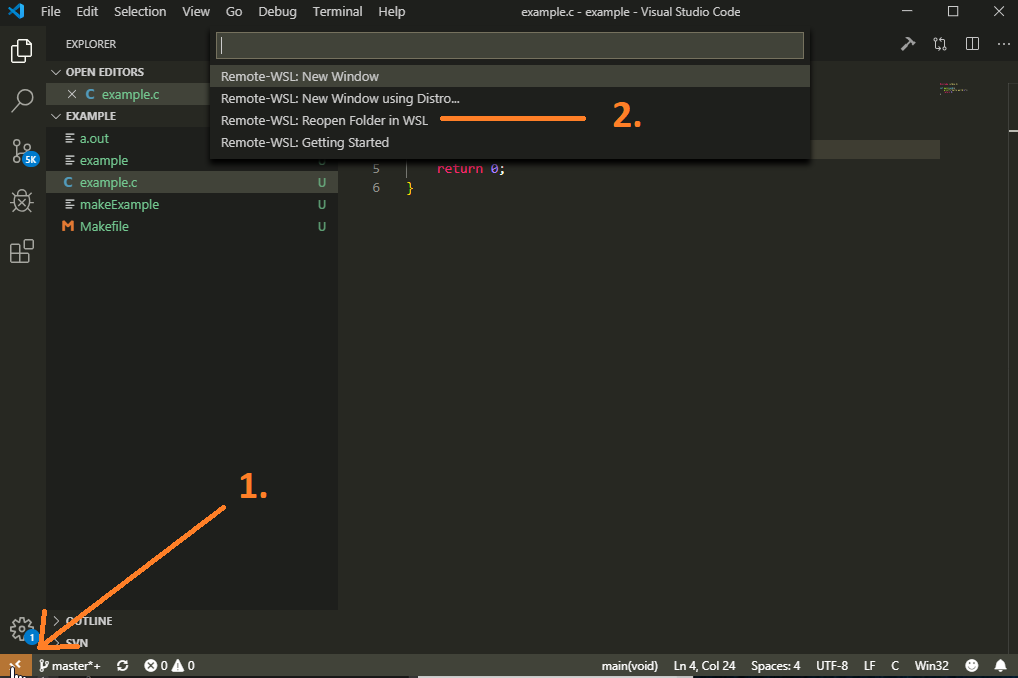 File Edit Selection View Go Debug Terminal Help example.c - example - Visual Studio Code
EXPLORER
OPEN EDITORS
C example.c
EXAMPLE
a.out
example
C example.c U
makeExample U
M Makefile U
Remote-WSL: New Window
Remote-WSL: New Window using Distro...
Remote-WSL: Reopen Folder in WSL
2.
Remote-WSL: Getting Started
5 return 0;
6 }
5K
1.
OUTLINE
SVN
1
master*+ 0 0 main(void) Ln 4, Col 24 Spaces: 4 UTF-8 LF C Win32